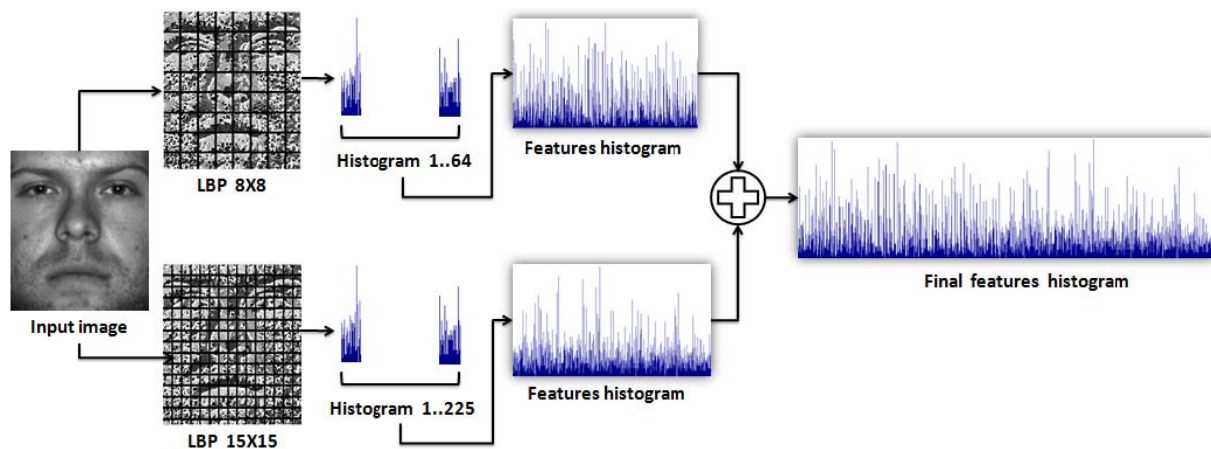 LBP 8X8
Histogram 1..64
Features histogram
Input image
Final features histogram
LBP 15X15
Histogram 1..225
Features histogram